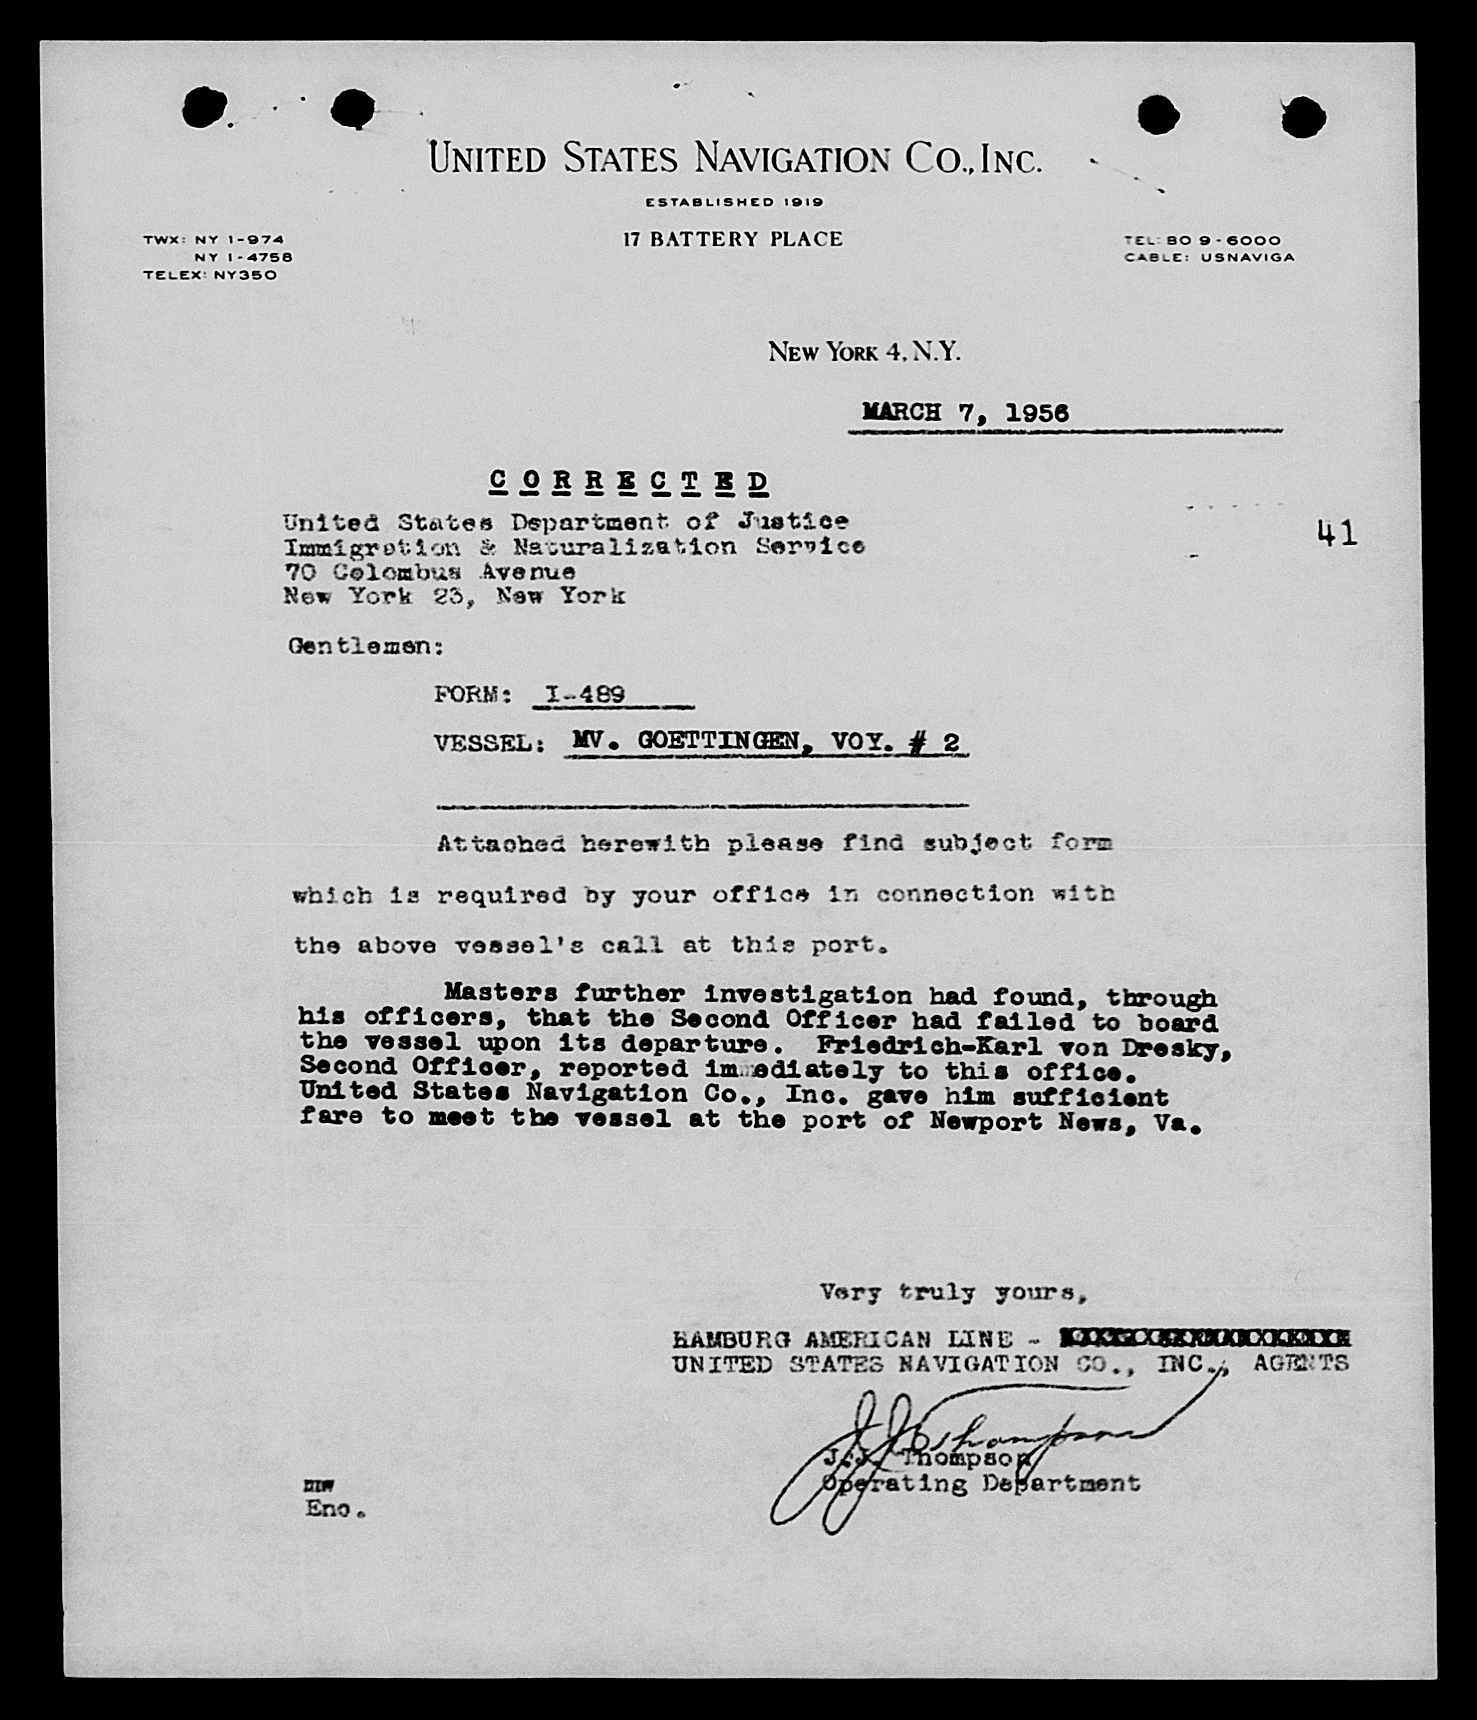 UNITED STATES NAVIGATION CO., INC.
ESTABLISHED 1919
17 BATTERY PLACE
TWX: NY 1-974
NY 1-4758
TELEX: NY350
TEL: BO 9-6000
CABLE: USNAVIGA
NEW YORK 4, N.Y.
MARCH 7, 1956
CORRECTED
United States Department of Justice
Immigration & Naturalization Service
70 Colombus Avenue
New York 23, New York
41
Gentlemen:
FORM: I-489
VESSEL: MV. GOETTINGEN, VOY. # 2
Attached herewith please find subject form
which is required by your office in connection with
the above vessel's call at this port.
Masters further investigation had found, through
his officers, that the Second Officer had failed to board
the vessel upon its departure. Friedrich-Karl von Dresky,
Second Officer, reported immediately to this office.
United States Navigation Co., Inc. gave him sufficient
fare to meet the vessel at the port of Newport News, Va.
Very truly yours,
HAMBURG AMERICAN LINE -
UNITED STATES NAVIGATION CO., INC., AGENTS
J J Thompson
J.J. Thompson
Operating Department
Enc.